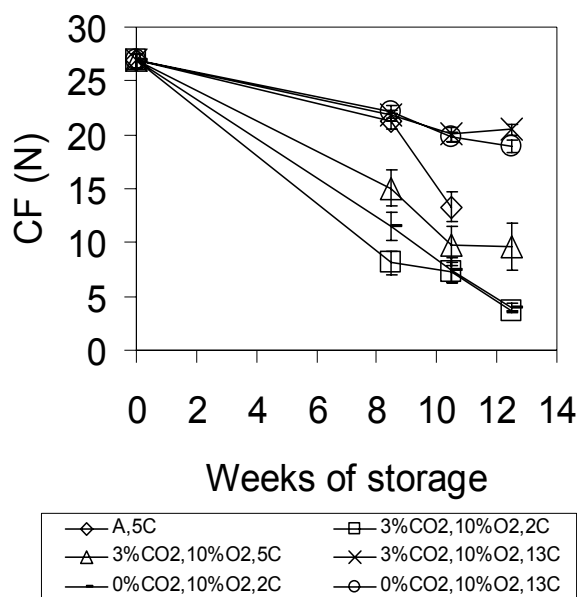 30
25
20
15
10
5
0
CF (N)
0 2 4 6 8 10 12 14
Weeks of storage
A,5C 3%CO2,10%O2,2C
3%CO2,10%O2,5C 3%CO2,10%O2,13C
0%CO2,10%O2,2C 0%CO2,10%O2,13C